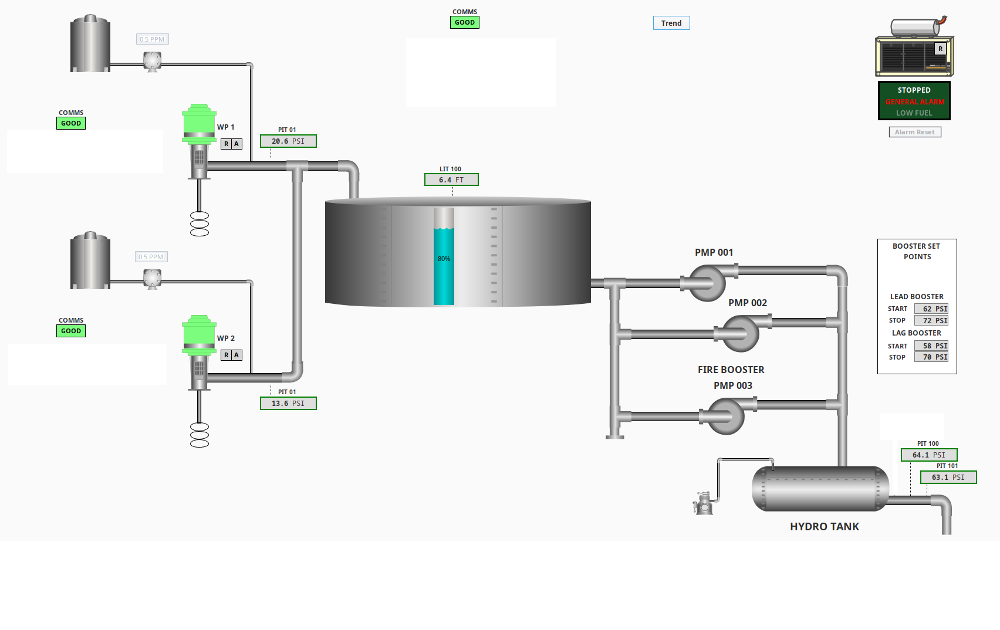 COMMS
GOOD
Trend
0.5 PPM
R
STOPPED
GENERAL ALARM
LOW FUEL
Alarm Reset
COMMS
GOOD
WP 1
R A
PIT 01
20.6 PSI
LIT 100
6.4 FT
80%
0.5 PPM
COMMS
GOOD
WP 2
R A
PIT 01
13.6 PSI
PMP 001
PMP 002
FIRE BOOSTER
PMP 003
BOOSTER SET
POINTS
LEAD BOOSTER
START 62 PSI
STOP 72 PSI
LAG BOOSTER
START 58 PSI
STOP 70 PSI
PIT 100
64.1 PSI
PIT 101
63.1 PSI
HYDRO TANK